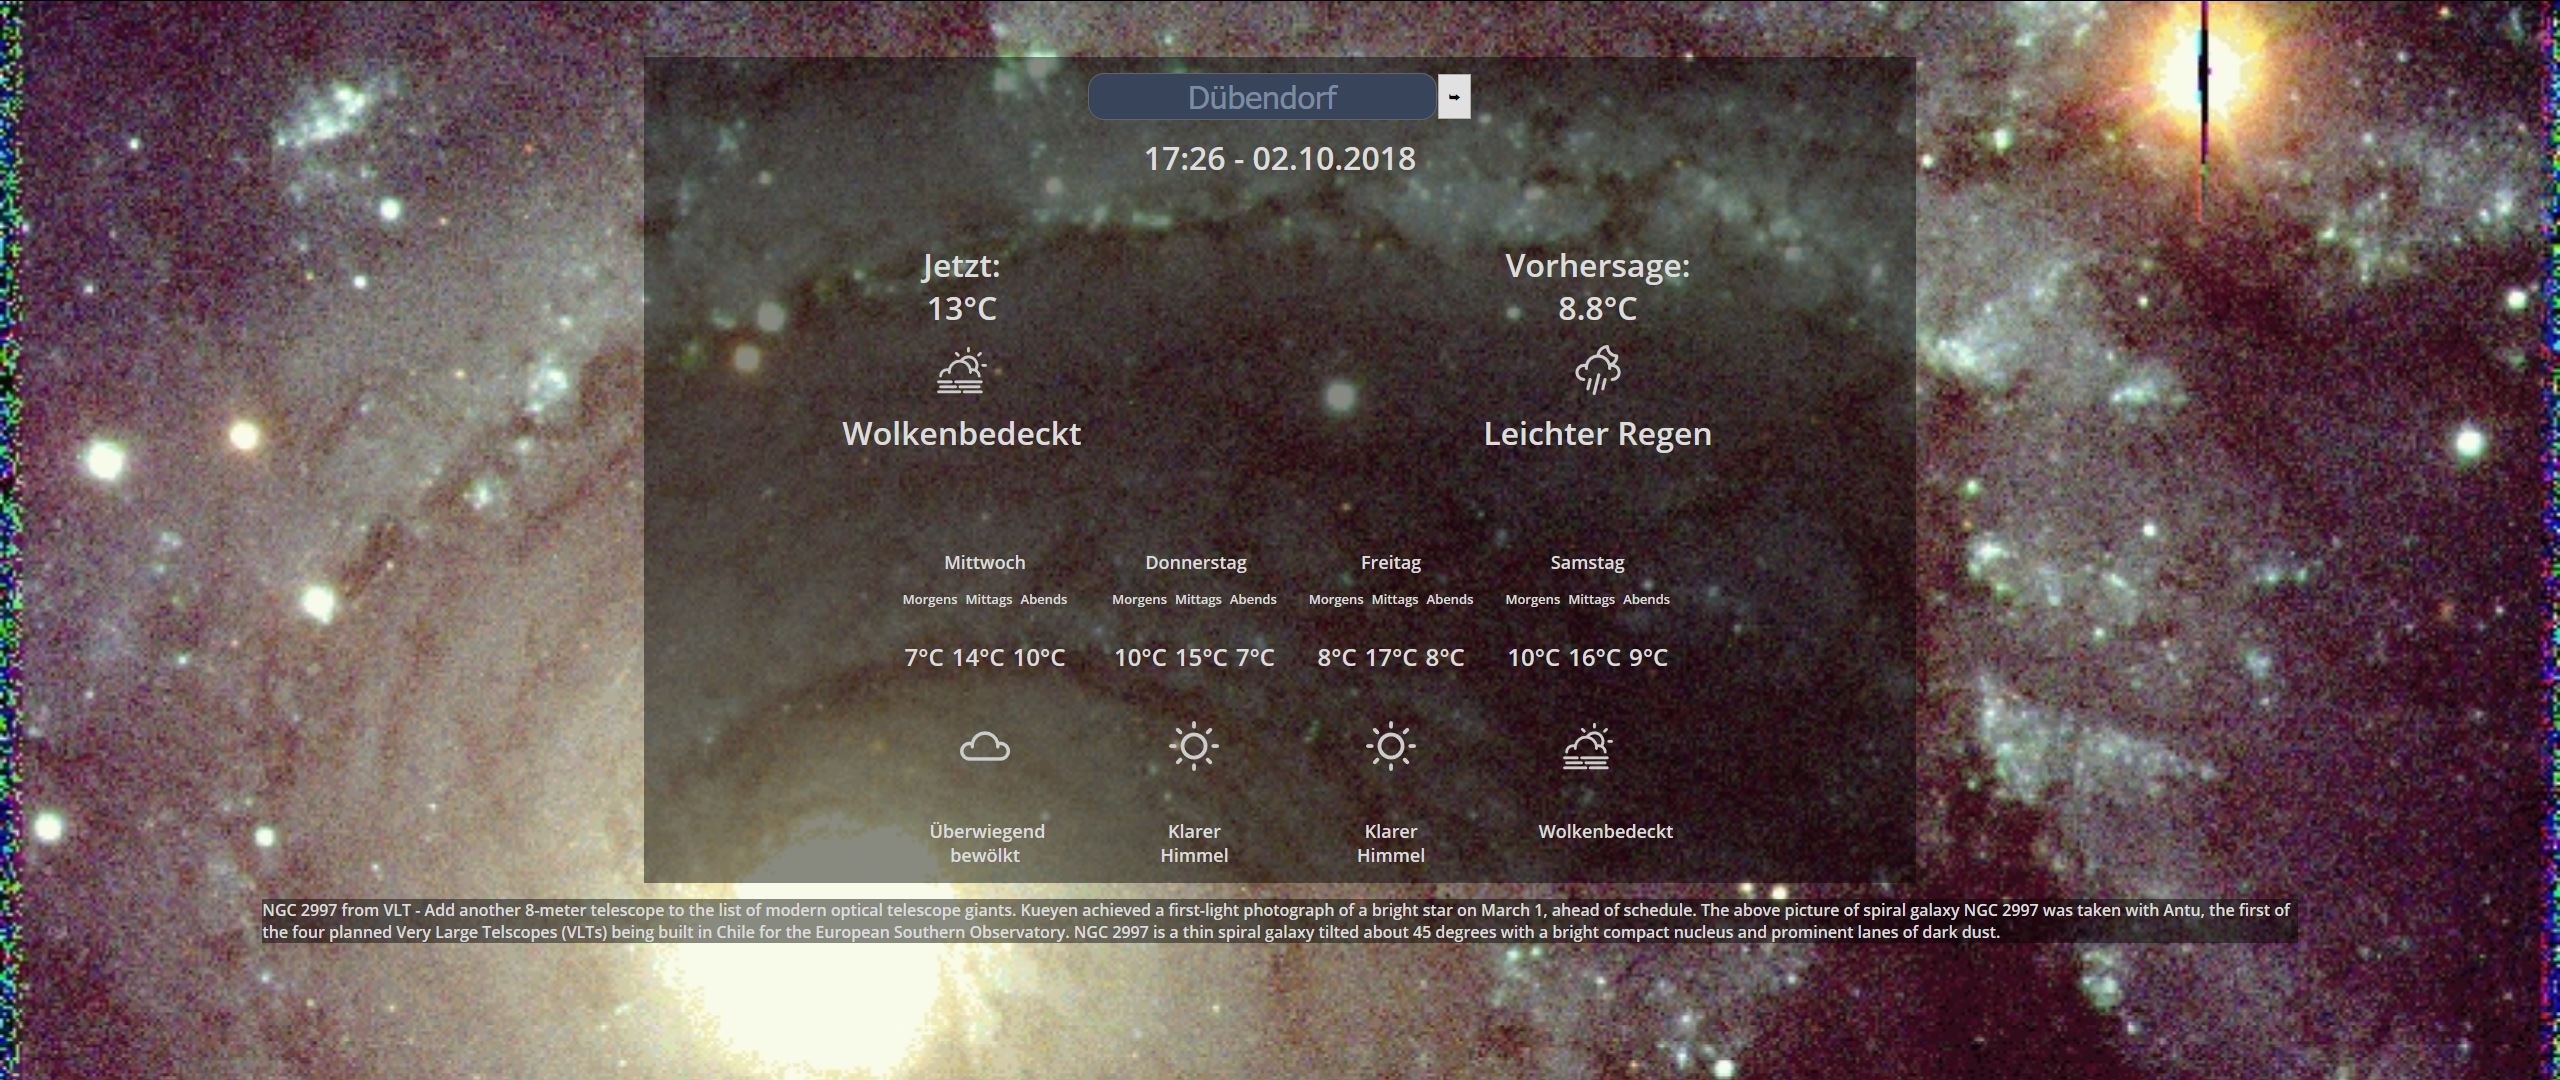 Dübendorf
17:26 - 02.10.2018
Jetzt:
13°C
Wolkenbedeckt
Vorhersage:
8.8°C
Leichter Regen
Mittwoch
Morgens Mittags Abends
7°C 14°C 10°C
Überwiegend
bewölkt
Donnerstag
Morgens Mittags Abends
10°C 15°C 7°C
Klarer
Himmel
Freitag
Morgens Mittags Abends
8°C 17°C 8°C
Klarer
Himmel
Samstag
Morgens Mittags Abends
10°C 16°C 9°C
Wolkenbedeckt
NGC 2997 from VLT - Add another 8-meter telescope to the list of modern optical telescope giants. Kueyen achieved a first-light photograph of a bright star on March 1, ahead of schedule. The above picture of spiral galaxy NGC 2997 was taken with Antu, the first of
the four planned Very Large Telscopes (VLTs) being built in Chile for the European Southern Observatory. NGC 2997 is a thin spiral galaxy tilted about 45 degrees with a bright compact nucleus and prominent lanes of dark dust.